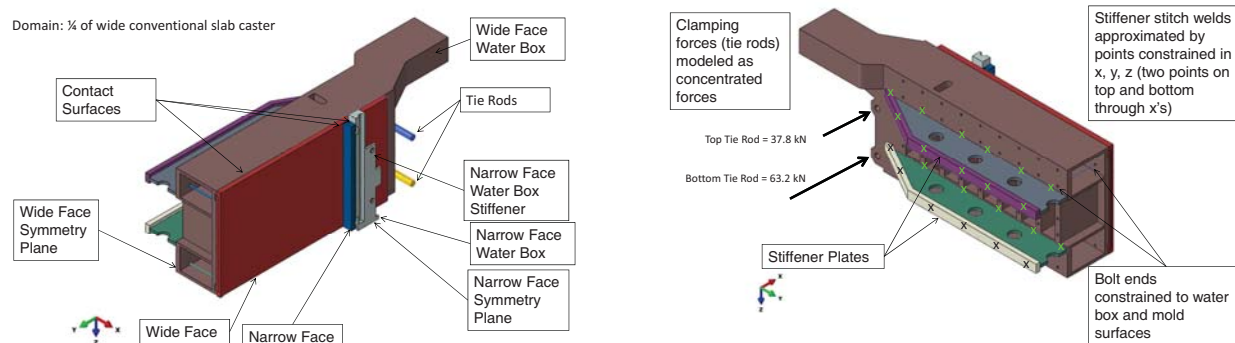 Domain: ¼ of wide conventional slab caster
Wide Face
Water Box
Contact
Surfaces
Tie Rods
Narrow Face
Water Box
Stiffener
Wide Face
Symmetry
Plane
Narrow Face
Water Box
Narrow Face
Symmetry
Plane
Wide Face
Narrow Face
Y
X
Z
Clamping
forces (tie rods)
modeled as
concentrated
forces
Stiffener stitch welds
approximated by
points constrained in
x, y, z (two points on
top and bottom
through x's)
Top Tie Rod = 37.8 kN
Bottom Tie Rod = 63.2 kN
Stiffener Plates
Bolt ends
constrained to water
box and mold
surfaces
X
Y
Z